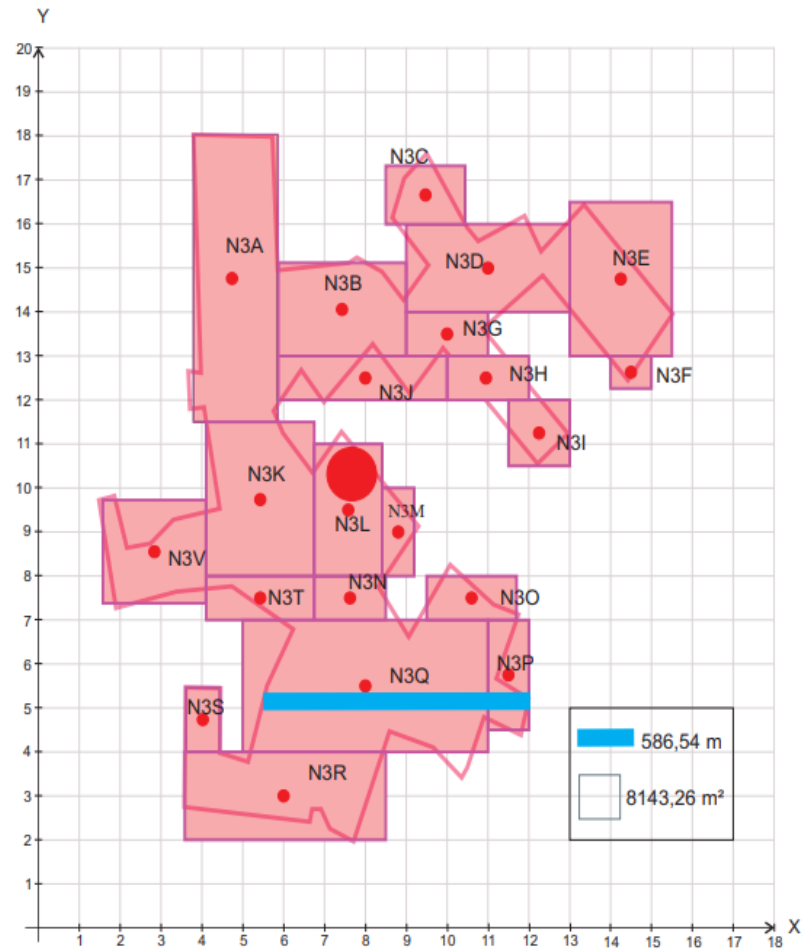 Y
20
18
17
16
15
14
13
12
11
10
9
8
7
6
5
4
3
2
1
N3C
N3A
N3D
N3E
N3B
N3G
N3H
N3F
N3J
N3I
N3K
N3M
N3L
N3V
N3T
N3N
N3O
N3Q
N3P
N3S
N3R
586,54 m
8143,26 m²
1 2 3 4 5 6 7 8 9 10 11 12 13 14 15 16 17 18
X